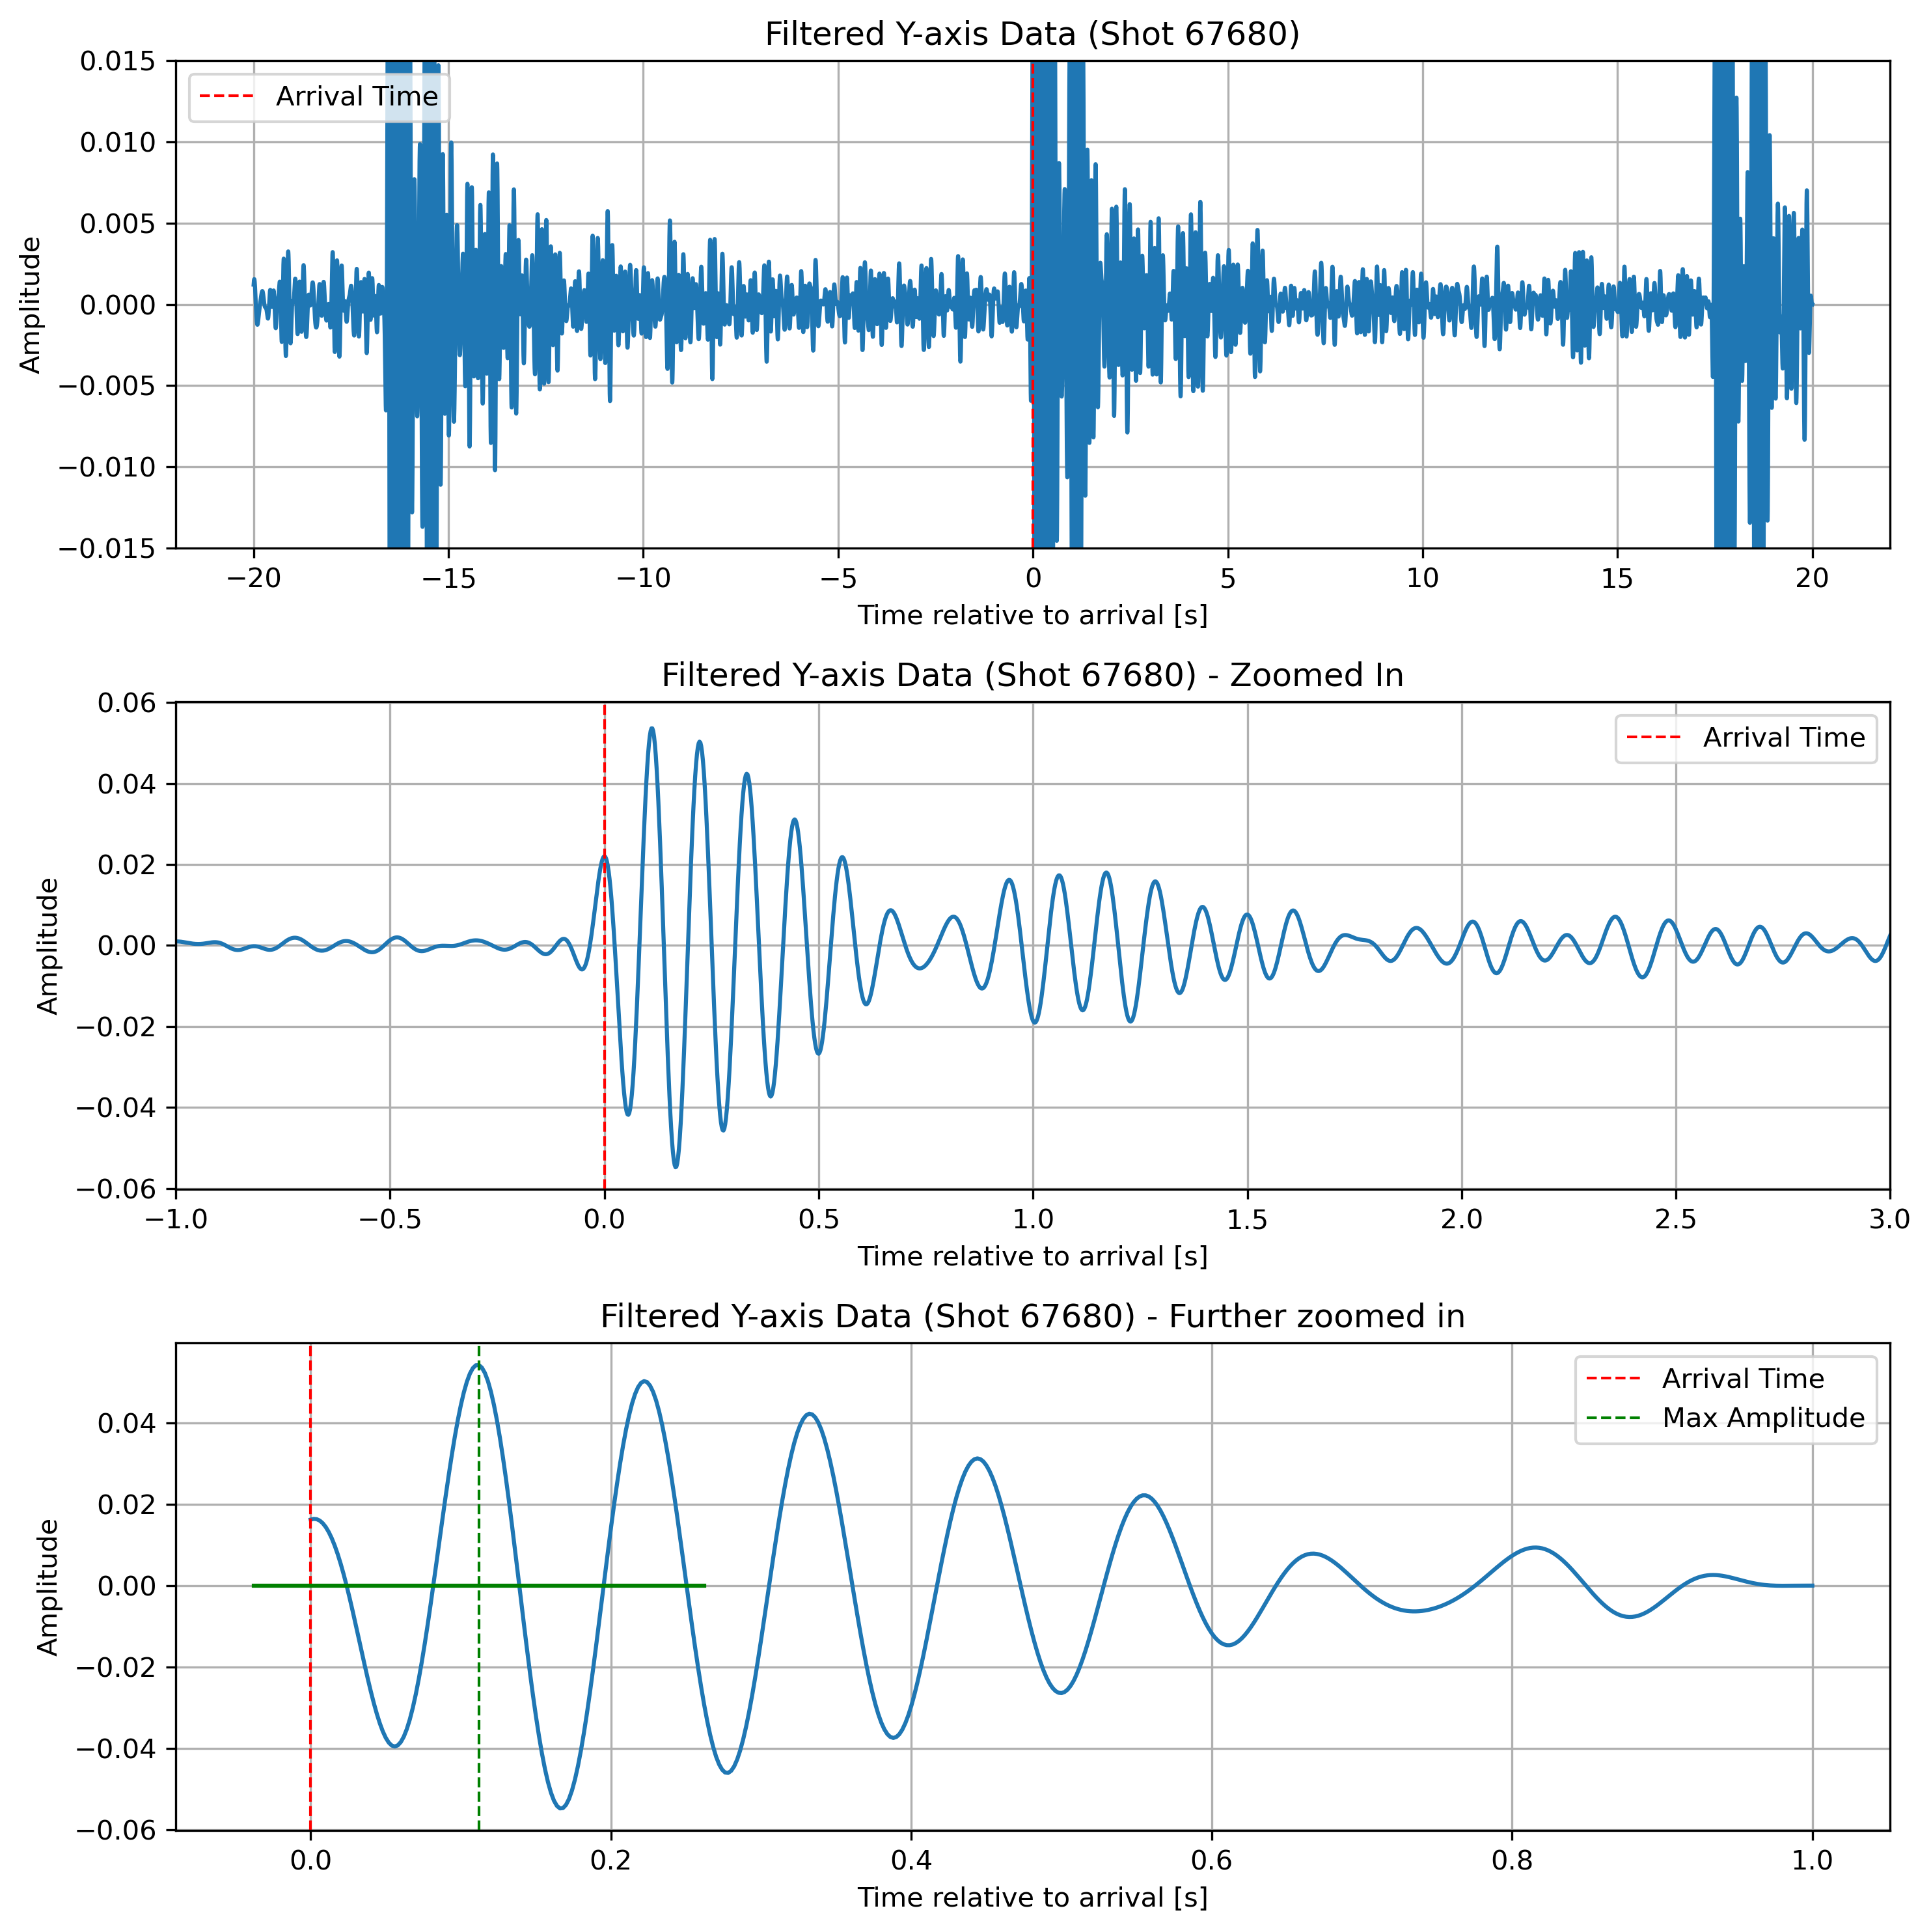 Filtered Y-axis Data (Shot 67680)
Amplitude
0.015
0.010
0.005
0.000
−0.005
−0.010
−0.015
Arrival Time
−20 −15 −10 −5 0 5 10 15 20
Time relative to arrival [s]
Filtered Y-axis Data (Shot 67680) - Zoomed In
Amplitude
0.06
0.04
0.02
0.00
−0.02
−0.04
−0.06
Arrival Time
−1.0 −0.5 0.0 0.5 1.0 1.5 2.0 2.5 3.0
Time relative to arrival [s]
Filtered Y-axis Data (Shot 67680) - Further zoomed in
Amplitude
0.04
0.02
0.00
−0.02
−0.04
−0.06
Arrival Time
Max Amplitude
0.0 0.2 0.4 0.6 0.8 1.0
Time relative to arrival [s]